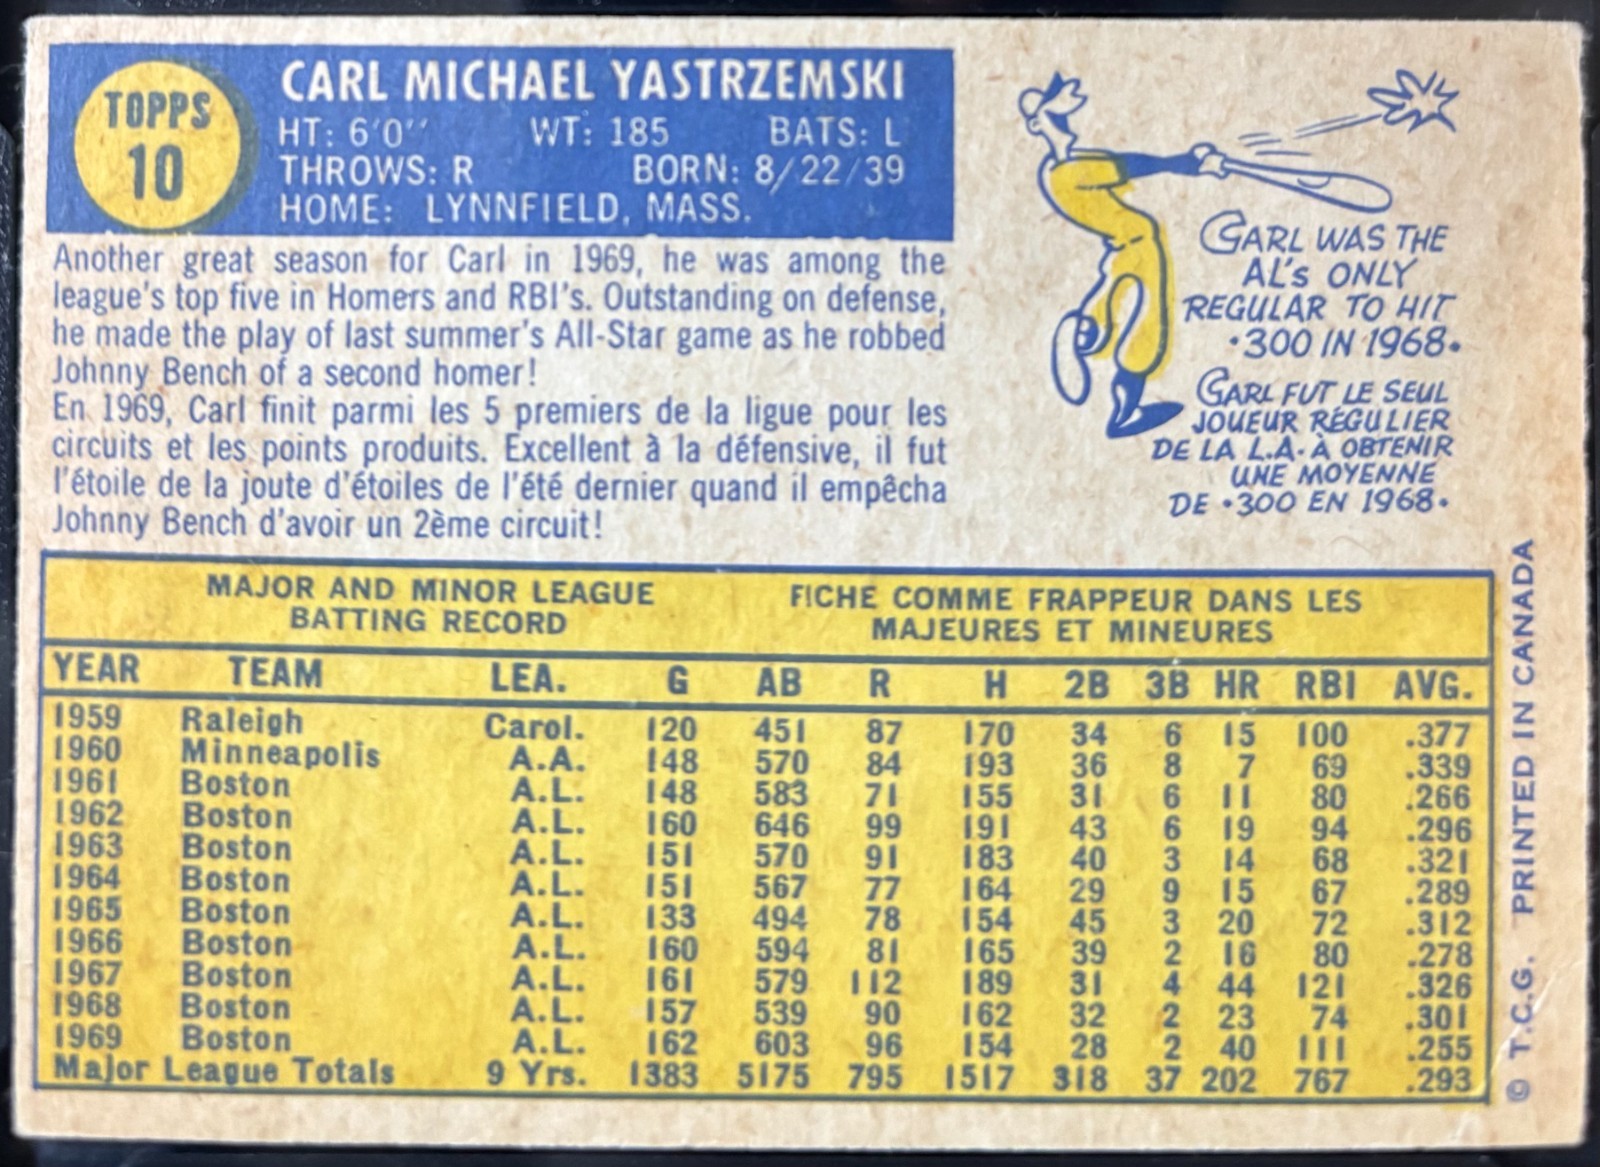 TOPPS
10
CARL MICHAEL YASTRZEMSKI
HT: 6'0" WT: 185 BATS: L
THROWS: R BORN: 8/22/39
HOME: LYNNFIELD, MASS.
Another great season for Carl in 1969, he was among the
league's top five in Homers and RBI's. Outstanding on defense,
he made the play of last summer's All-Star game as he robbed
Johnny Bench of a second homer!
En 1969, Carl finit parmi les 5 premiers de la ligue pour les
circuits et les points produits. Excellent à la défensive, il fut
l'étoile de la joute d'étoiles de l'été dernier quand il empêcha
Johnny Bench d'avoir un 2ème circuit!
CARL WAS THE
AL's ONLY
REGULAR TO HIT
.300 IN 1968.
CARL FUT LE SEUL
JOUEUR RÉGULIER
DE LA L.A. À OBTENIR
UNE MOYENNE
DE .300 EN 1968.
MAJOR AND MINOR LEAGUE
BATTING RECORD
FICHE COMME FRAPPEUR DANS LES
MAJEURES ET MINEURES
YEAR TEAM LEA. G AB R H 2B 3B HR RBI AVG.
1959 Raleigh Carol. 120 451 87 170 34 6 15 100 .377
1960 Minneapolis A.A. 148 570 84 193 36 8 7 69 .339
1961 Boston A.L. 148 583 71 155 31 6 11 80 .266
1962 Boston A.L. 160 646 99 191 43 6 19 94 .296
1963 Boston A.L. 151 570 91 183 40 3 14 68 .321
1964 Boston A.L. 151 567 77 164 29 9 15 67 .289
1965 Boston A.L. 133 494 78 154 45 3 20 72 .312
1966 Boston A.L. 160 594 81 165 39 2 16 80 .278
1967 Boston A.L. 161 579 112 189 31 4 44 121 .326
1968 Boston A.L. 157 539 90 162 32 2 23 74 .301
1969 Boston A.L. 162 603 96 154 28 2 40 111 .255
Major League Totals 9 Yrs. 1383 5175 795 1517 318 37 202 767 .293
© T.C.G. PRINTED IN CANADA